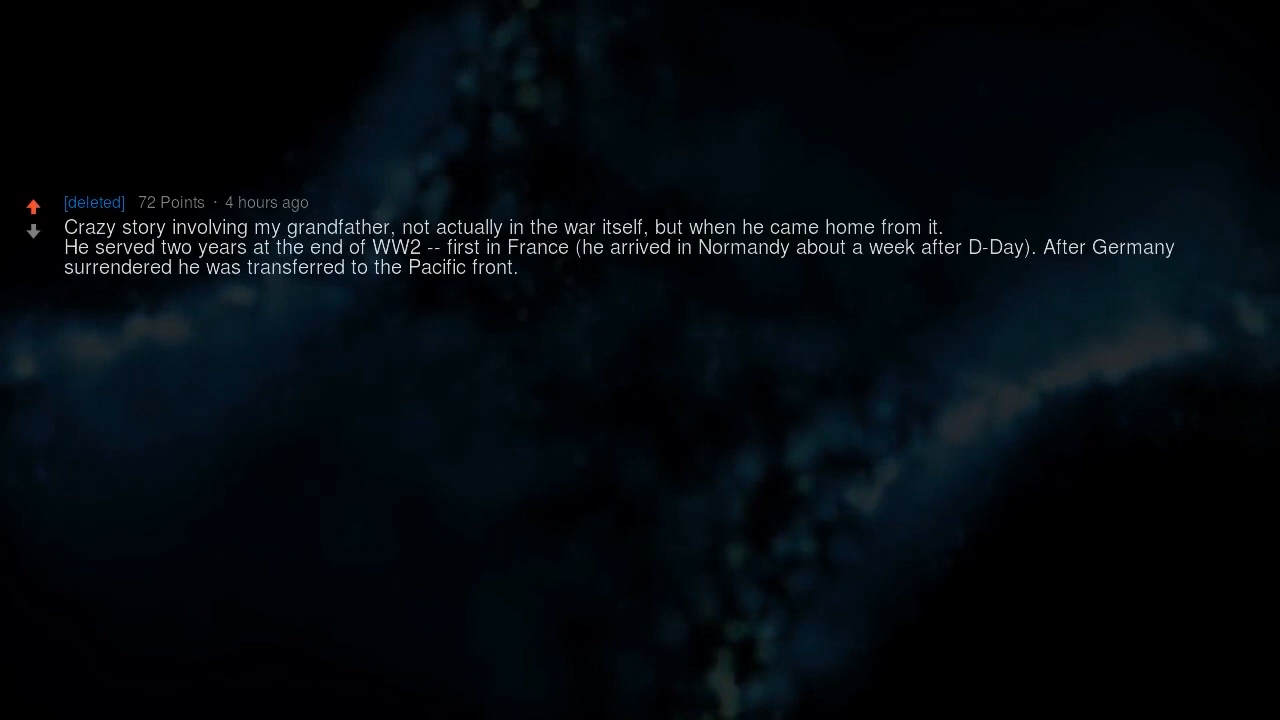 [deleted] 72 Points · 4 hours ago
Crazy story involving my grandfather, not actually in the war itself, but when he came home from it.
He served two years at the end of WW2 -- first in France (he arrived in Normandy about a week after D-Day). After Germany
surrendered he was transferred to the Pacific front.